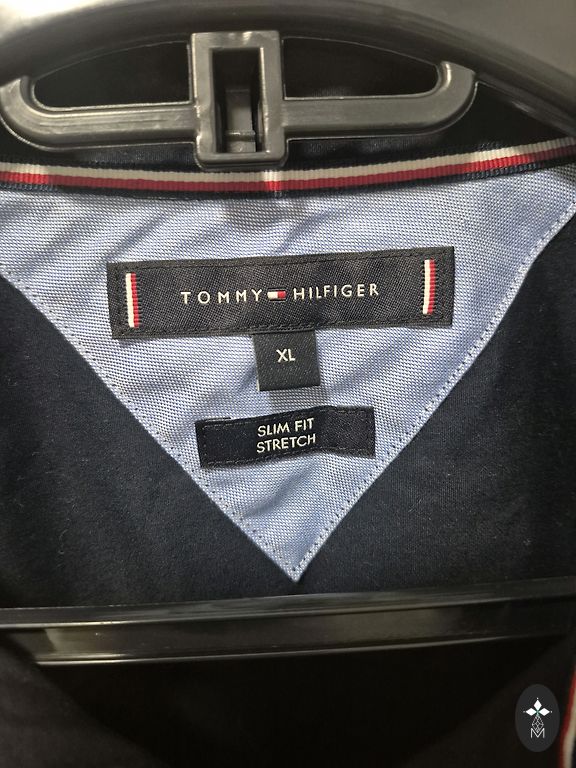 TOMMY HILFIGER
XL
SLIM FIT
STRETCH
M